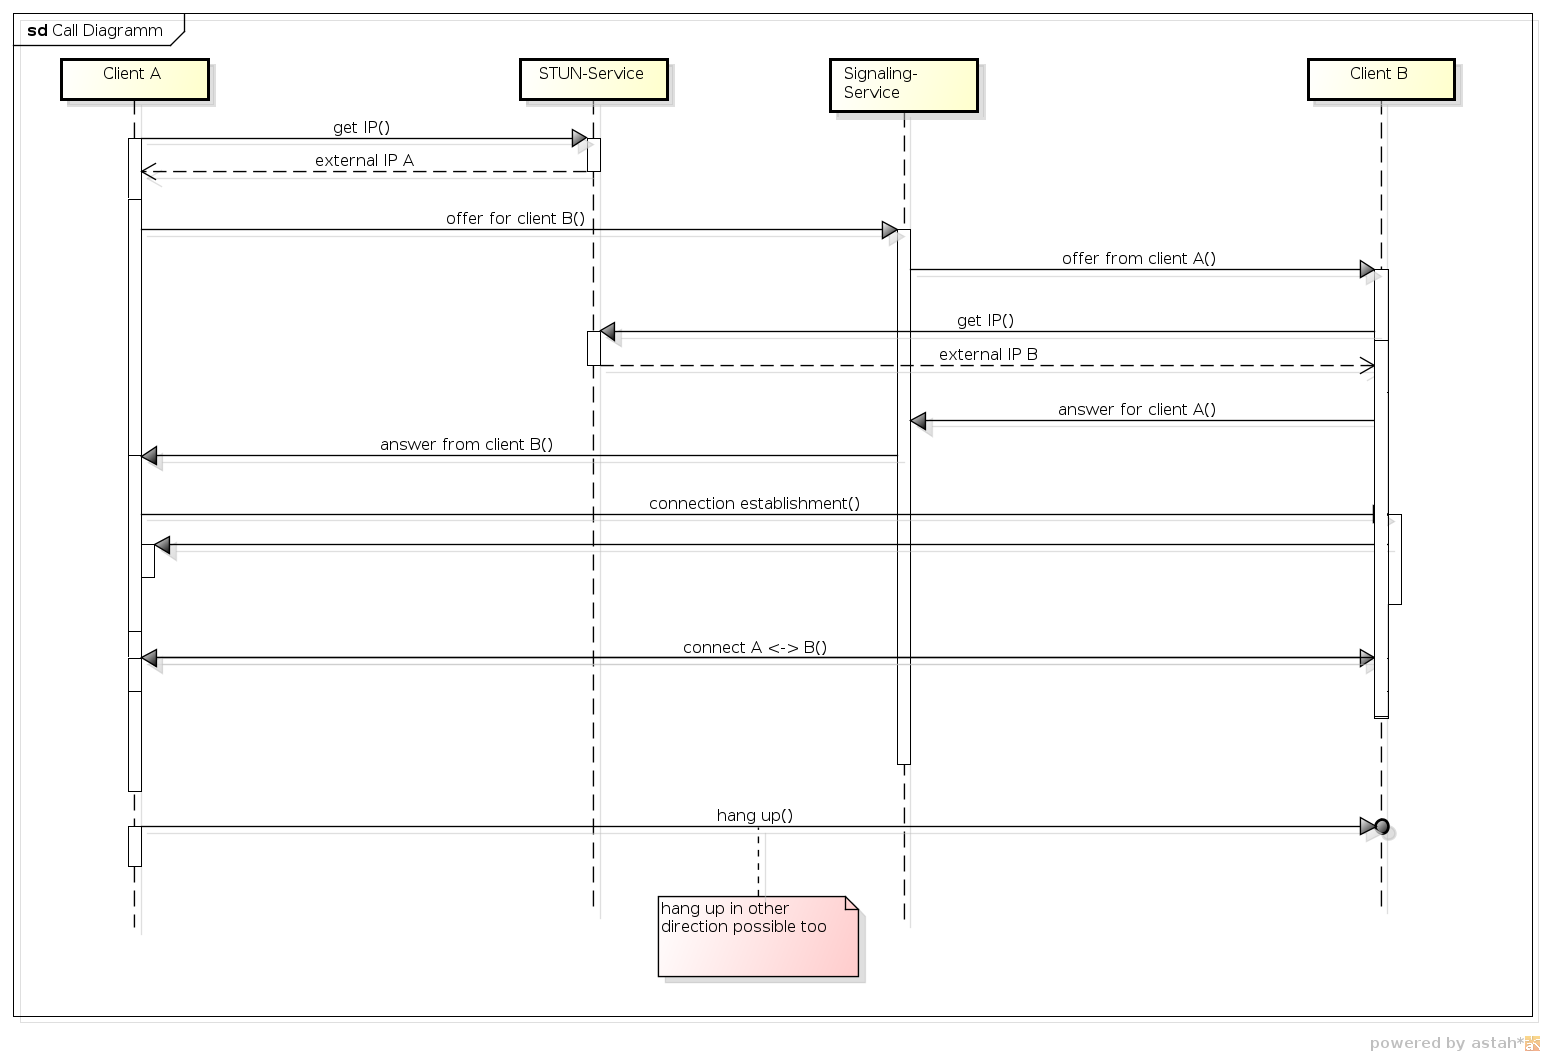 sd Call Diagramm
Client A
STUN-Service
Signaling-
Service
Client B
get IP()
external IP A
offer for client B()
offer from client A()
get IP()
external IP B
answer for client A()
answer from client B()
connection establishment()
connect A <-> B()
hang up()
hang up in other
direction possible too
powered by astah*